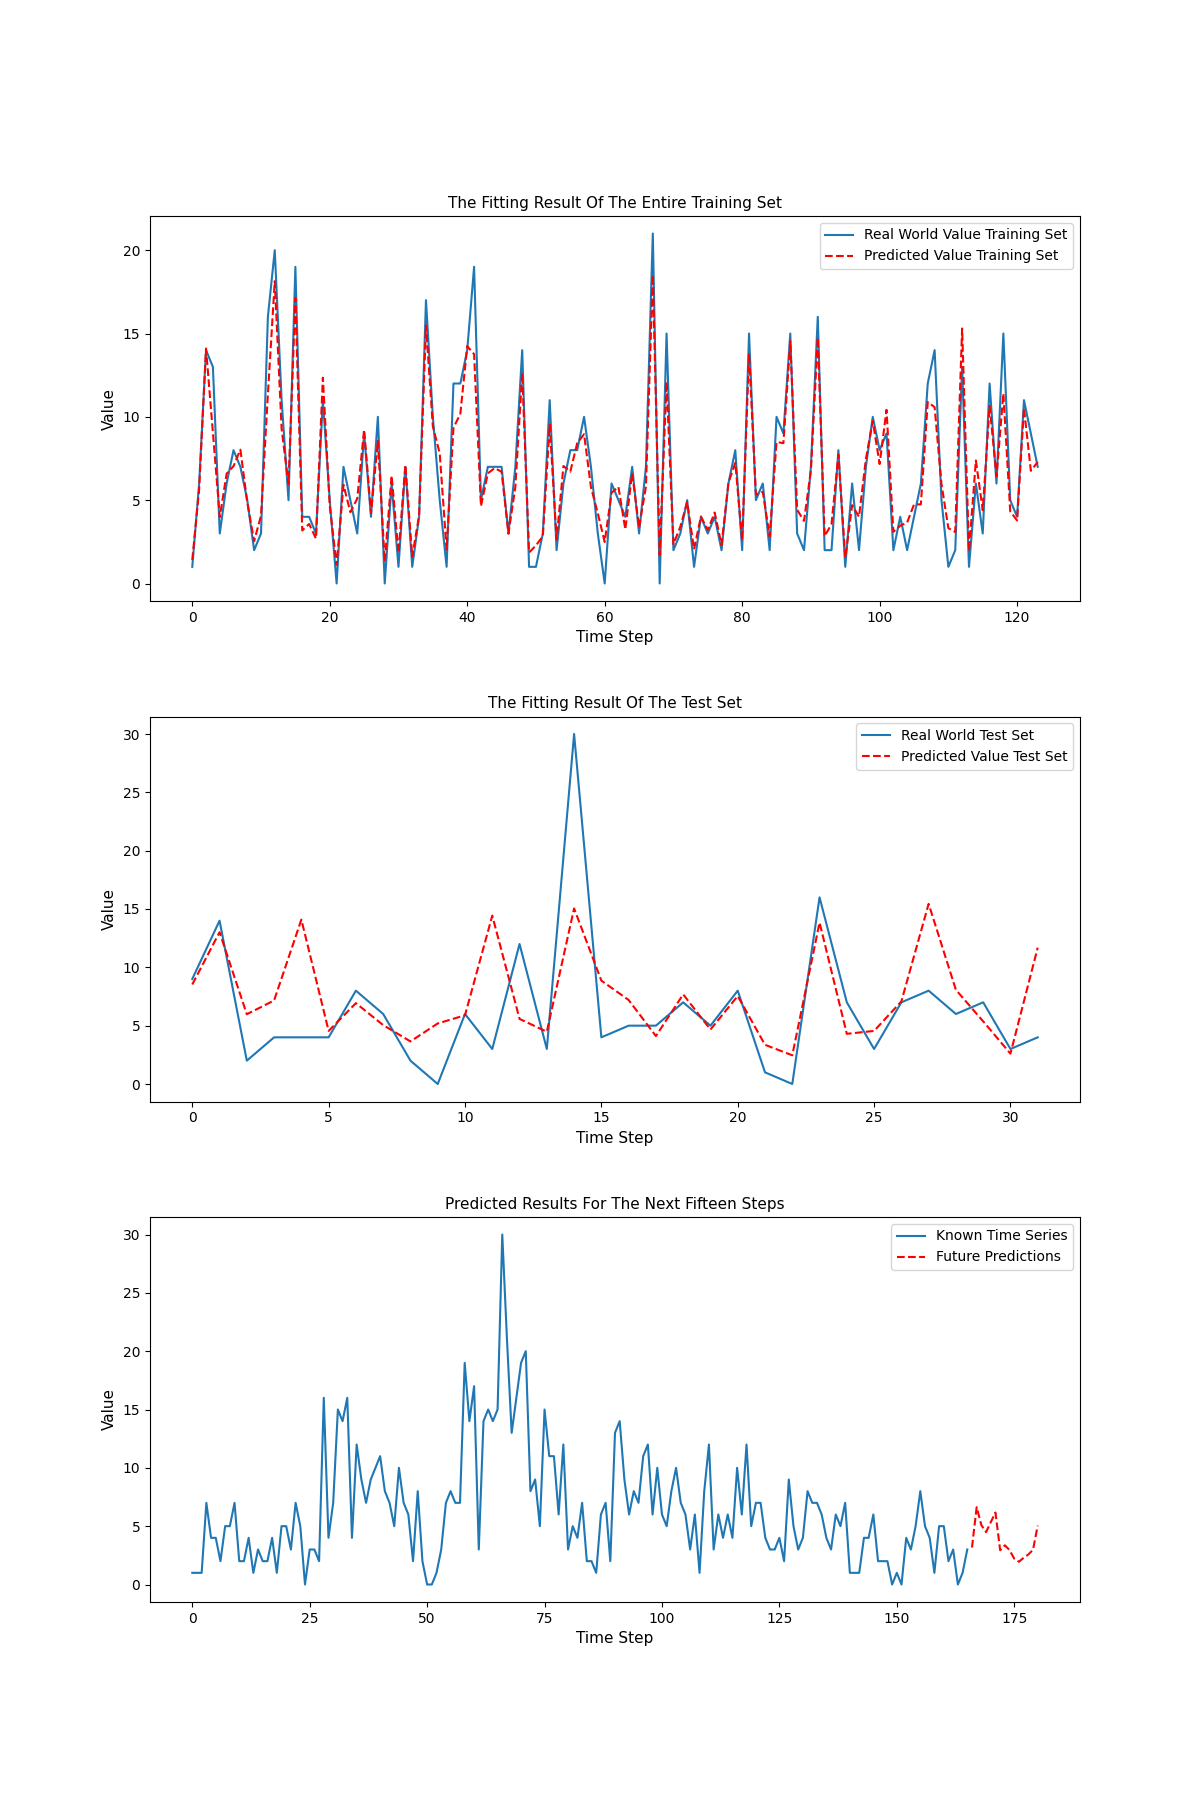 The Fitting Result Of The Entire Training Set
Real World Value Training Set
Predicted Value Training Set
Value
20
15
10
5
0
0 20 40 60 80 100 120
Time Step
The Fitting Result Of The Test Set
Real World Test Set
Predicted Value Test Set
Value
30
25
20
15
10
5
0
0 5 10 15 20 25 30
Time Step
Predicted Results For The Next Fifteen Steps
Known Time Series
Future Predictions
Value
30
25
20
15
10
5
0
0 25 50 75 100 125 150 175
Time Step